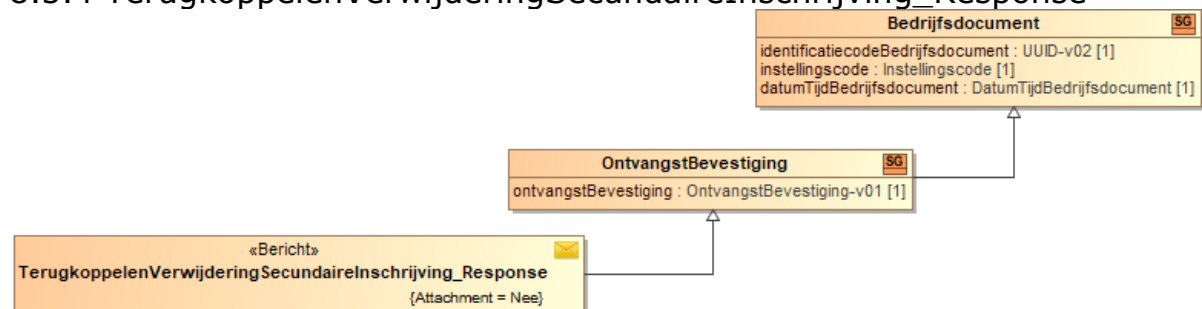 TerugkoppelenVerwijderingSecundaireInschrijving_Response
Bedrijfsdocument
SG
identificatiecodeBedrijfsdocument : UUID-v02 [1]
instellingscode : Instellingscode [1]
datumTijdBedrijfsdocument : DatumTijdBedrijfsdocument [1]
OntvangstBevestiging
SG
ontvangstBevestiging : OntvangstBevestiging-v01 [1]
«Bericht»
TerugkoppelenVerwijderingSecundaireInschrijving_Response
{Attachment = Nee}